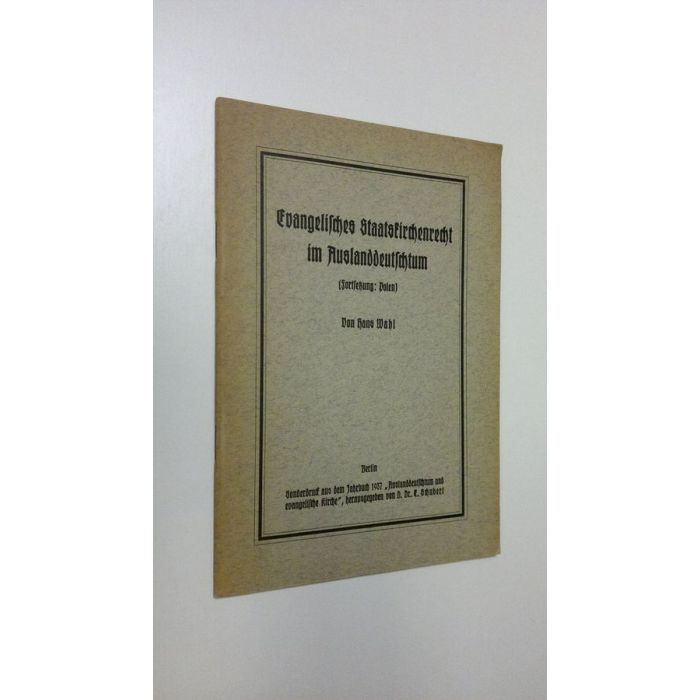 Evangelisches Staatskirchenrecht
im Auslanddeutschtum
(Fortsetzung: Polen)
Von Hans Wahl
Berlin
Sonderdruck aus dem Jahrbuch 1937 „Auslanddeutschtum und
evangelische Kirche“, herausgegeben von D. Dr. E. Schubert